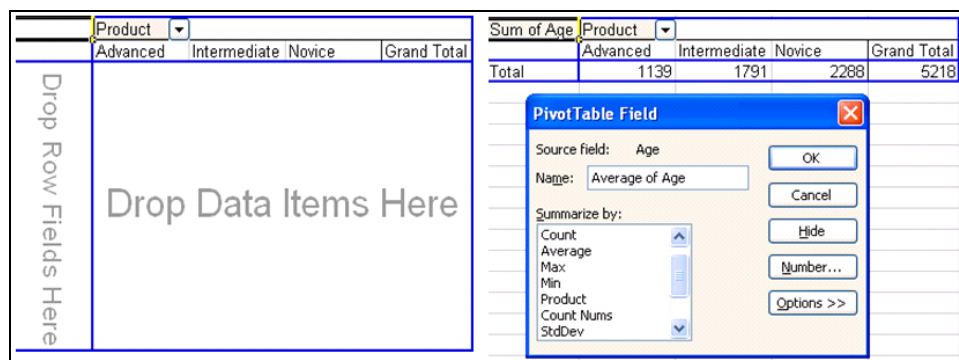 Product
Advanced Intermediate Novice Grand Total
Drop Row Fields Here
Drop Data Items Here
Sum of Age Product
Advanced Intermediate Novice Grand Total
Total 1139 1791 2288 5218
PivotTable Field
Source field: Age
Name: Average of Age
Summarize by:
Count
Average
Max
Min
Product
Count Nums
StdDev
OK
Cancel
Hide
Number...
Options >>